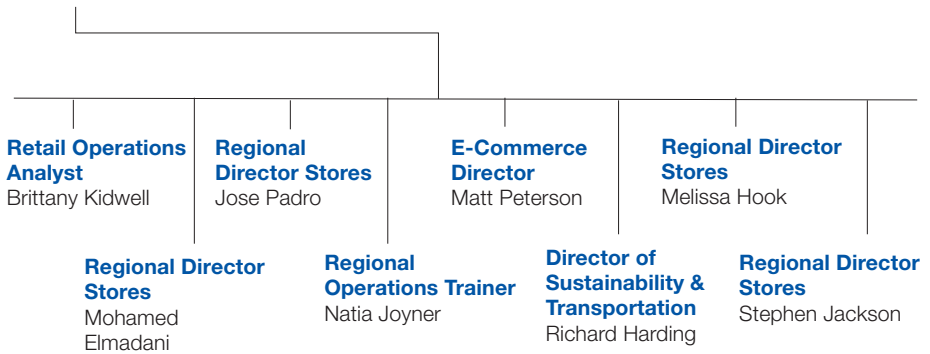 Retail Operations
Analyst
Brittany Kidwell
Regional
Director Stores
Jose Padro
E-Commerce
Director
Matt Peterson
Regional Director
Stores
Melissa Hook
Regional Director
Stores
Mohamed
Elmadani
Regional
Operations Trainer
Natia Joyner
Director of
Sustainability &
Transportation
Richard Harding
Regional Director
Stores
Stephen Jackson